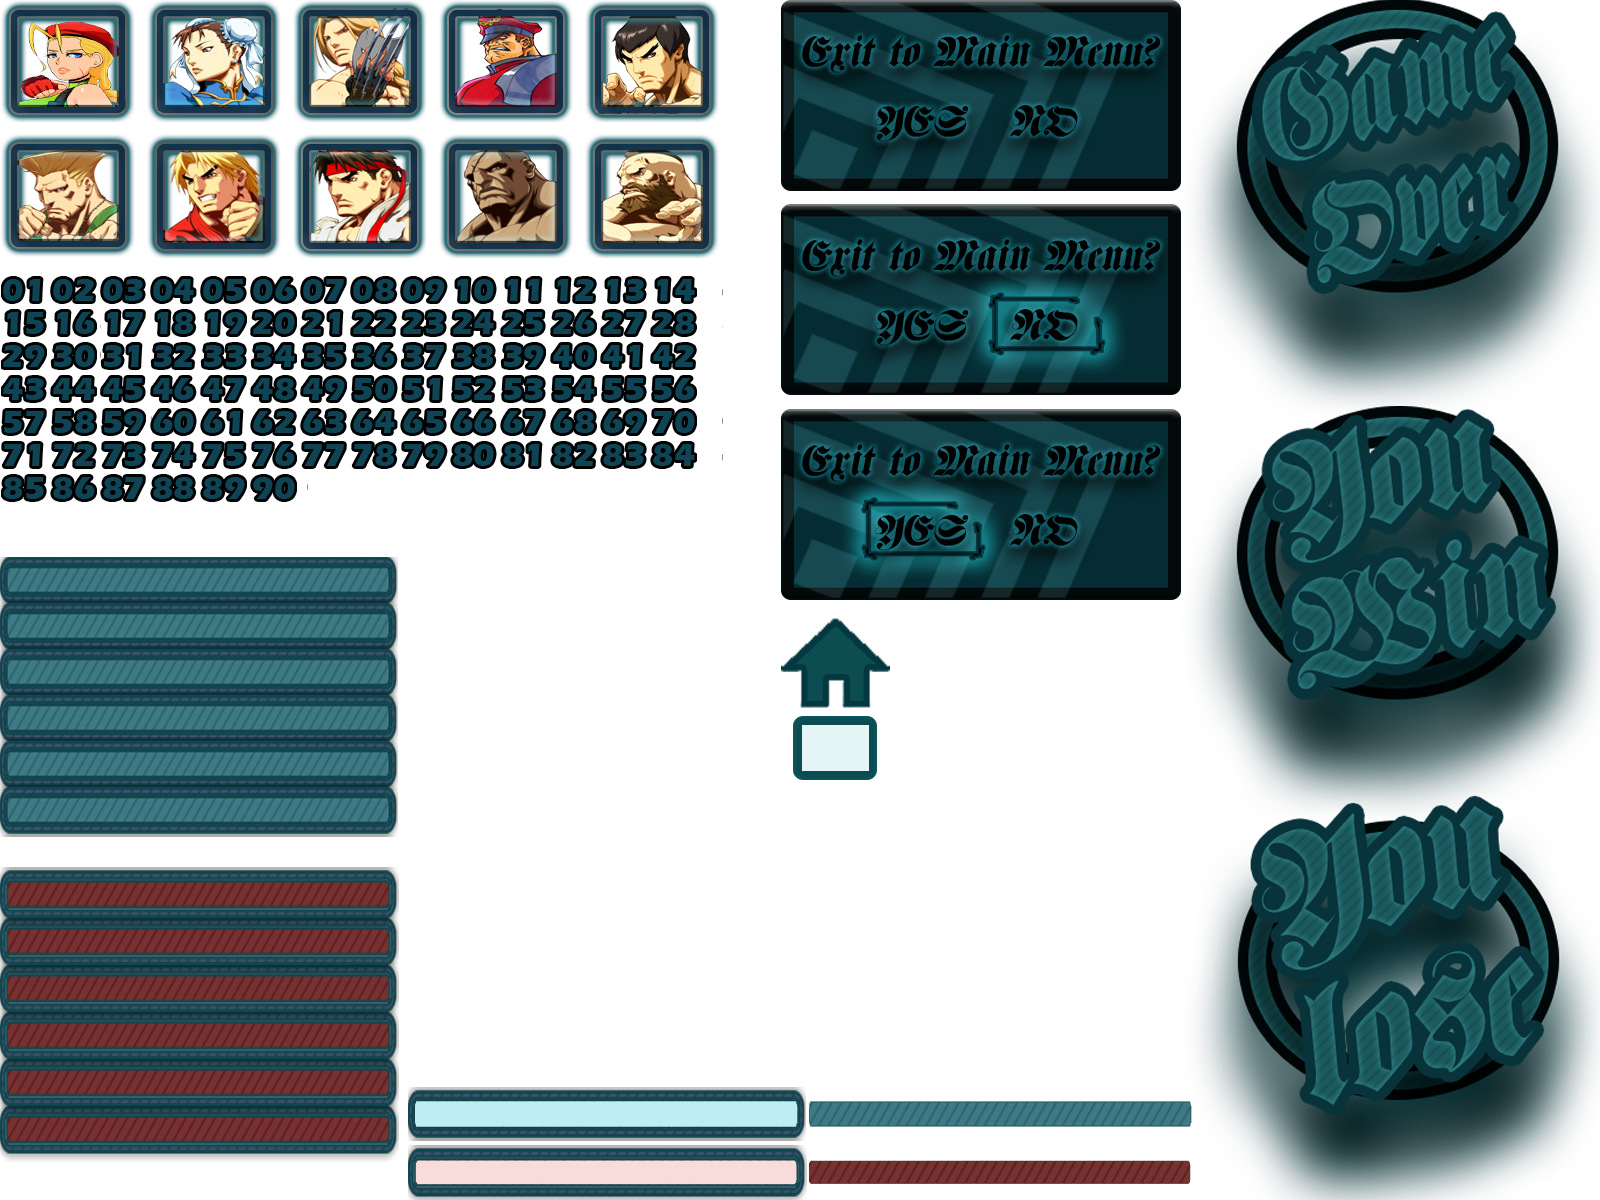 01 02 03 04 05 06 07 08 09 10 11 12 13 14
15 16 17 18 19 20 21 22 23 24 25 26 27 28
29 30 31 32 33 34 35 36 37 38 39 40 41 42
43 44 45 46 47 48 49 50 51 52 53 54 55 56
57 58 59 60 61 62 63 64 65 66 67 68 69 70
71 72 73 74 75 76 77 78 79 80 81 82 83 84
85 86 87 88 89 90
Exit to Main Menu?
YES NO
Exit to Main Menu?
YES NO
Exit to Main Menu?
YES NO
Game
Over
You
Win
You
lose